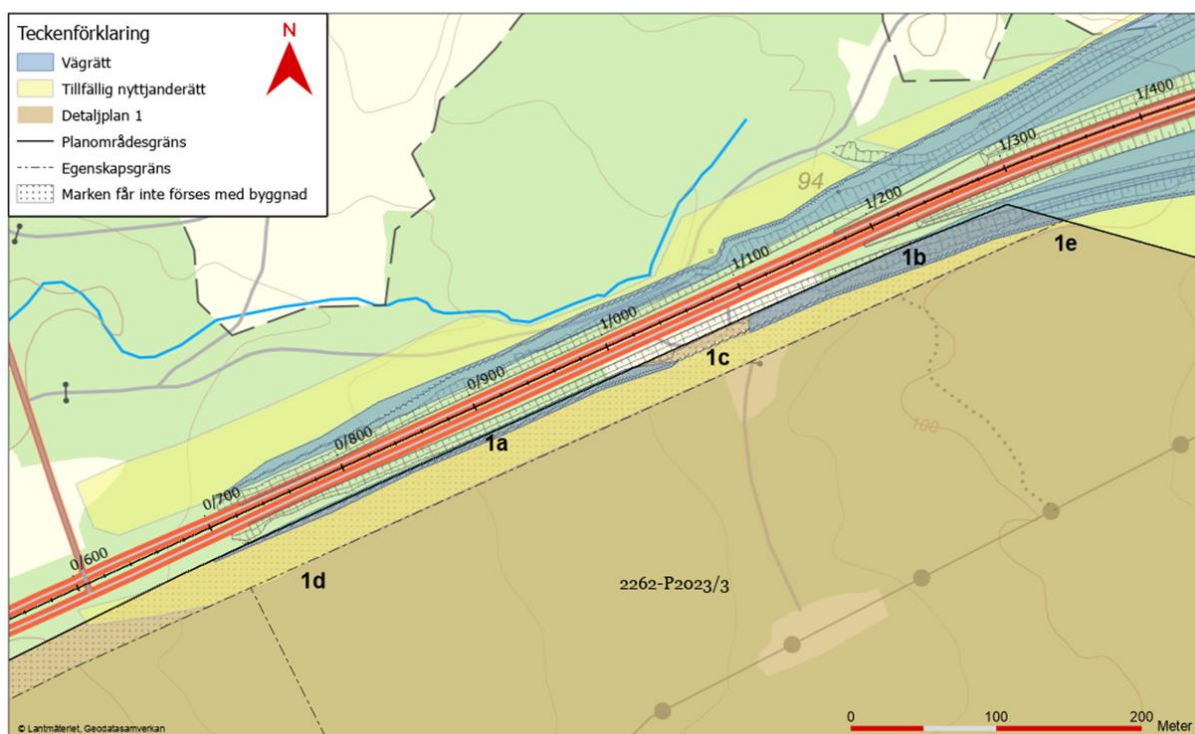 Teckenförklaring
N
Vägrätt
Tillfällig nyttjanderätt
Detaljplan 1
Planområdesgräns
Egenskapsgräns
Marken får inte förses med byggnad
1/400
1/300
94
1/200
1b
1e
1/100
1/000
1c
0/900
1a
0/800
100
0/700
0/600
1d
2262-P2023/3
0 100 200
Meter
© Lantmäteriet, Geodatasamverkan